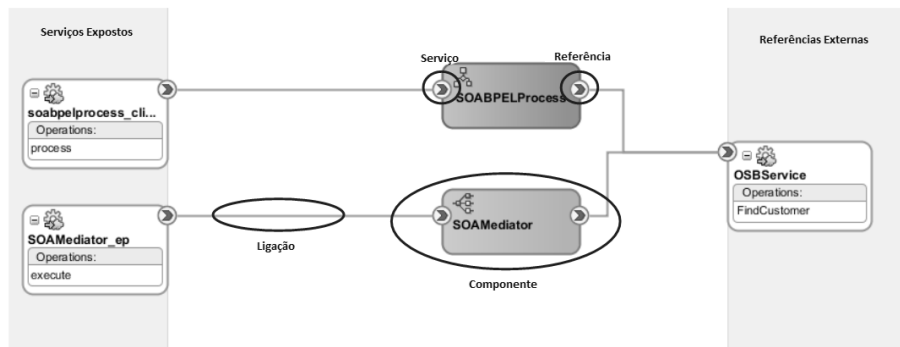 Serviços Expostos
Referências Externas
Serviço
Referência
soabpelprocess_cli...
Operations:
process
SOABPELProcess
OSBService
Operations:
FindCustomer
SOAMediator_ep
Operations:
execute
Ligação
SOAMediator
Componente